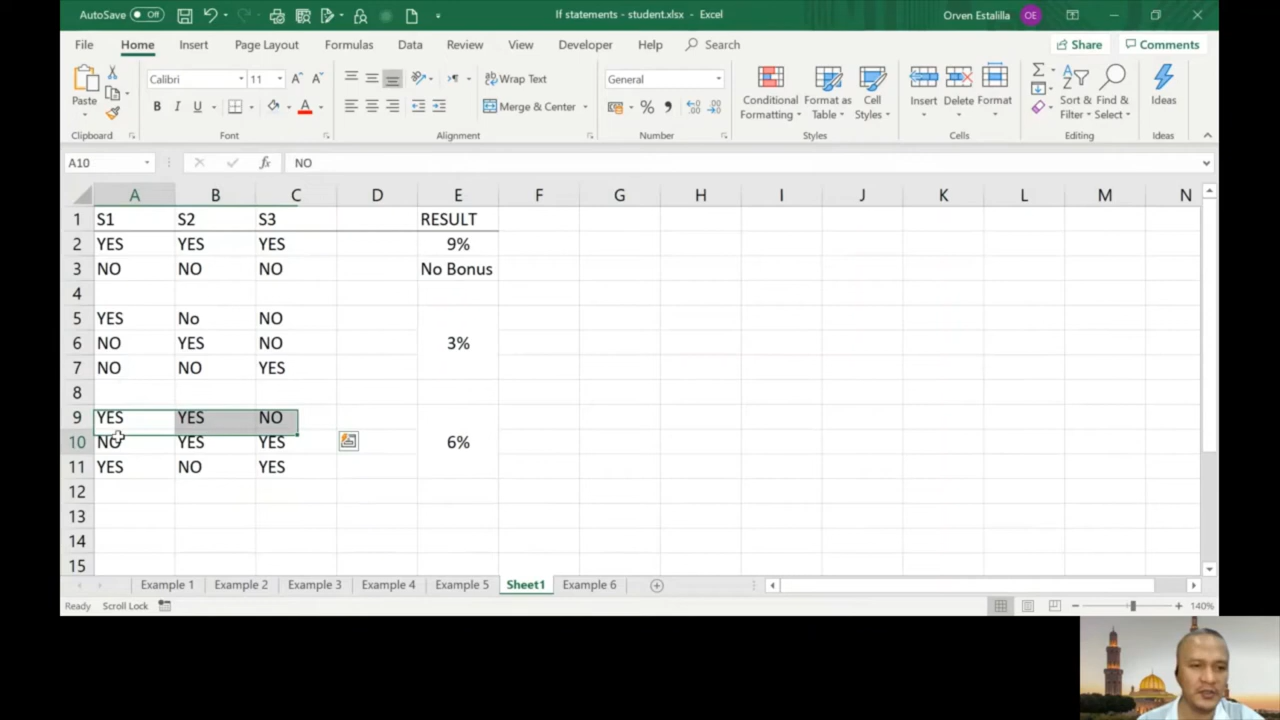 AutoSave Off If statements - student.xlsx - Excel Orven Estalilla OE
File Home Insert Page Layout Formulas Data Review View Developer Help Search Share Comments
Paste Calibri 11 Wrap Text General Conditional Formatting Format as Table Cell Styles Insert Delete Format Sort & Filter Find & Select Ideas
B I U A Merge & Center %
Clipboard Font Alignment Number Styles Cells Editing Ideas
A10 fx NO
A B C D E F G H I J K L M N
1 S1 S2 S3 RESULT
2 YES YES YES 9%
3 NO NO NO No Bonus
4
5 YES No NO
6 NO YES NO 3%
7 NO NO YES
8
9 YES YES NO
10 NO YES YES 6%
11 YES NO YES
12
13
14
15
Example 1 Example 2 Example 3 Example 4 Example 5 Sheet1 Example 6
Ready Scroll Lock 140%